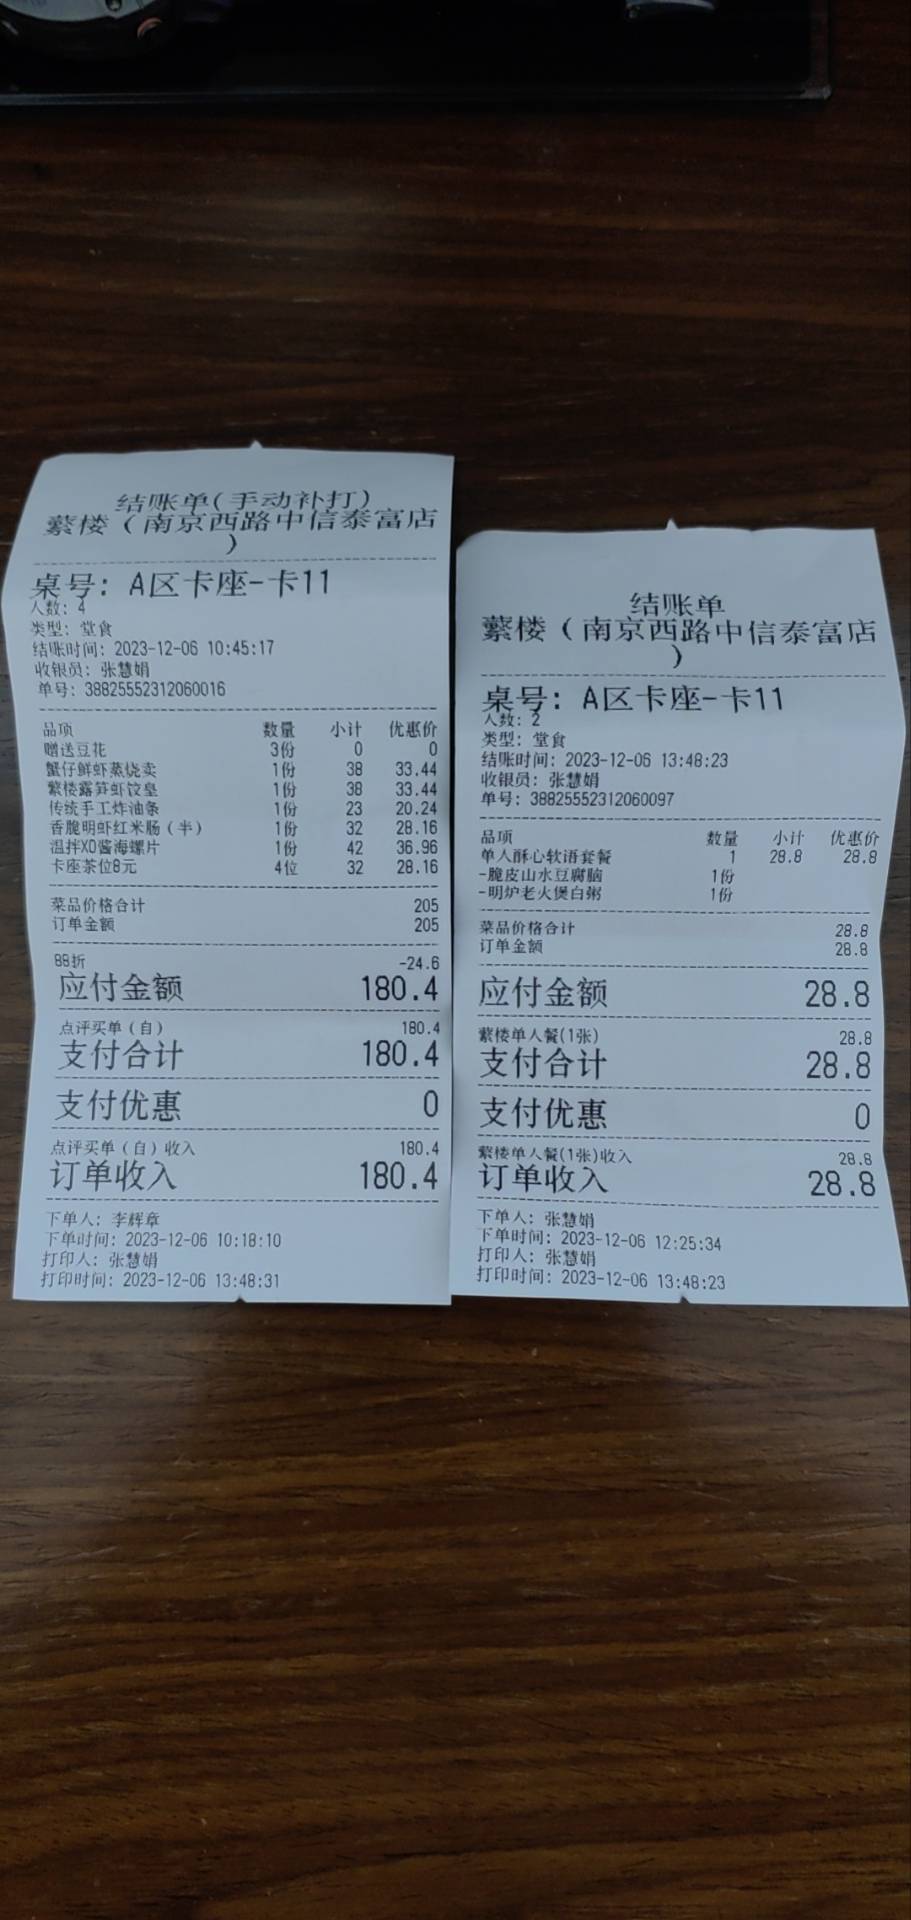 结账单(手动补打)
蘩楼（南京西路中信泰富店
）
桌号: A区卡座-卡11
人数: 4
类型: 堂食
结账时间: 2023-12-06 10:45:17
收银员: 张慧娟
单号: 38825552312060016
品项 数量 小计 优惠价
赠送豆花 3份 0 0
蟹仔鲜虾蒸烧卖 1份 38 33.44
蘩楼露笋虾饺皇 1份 38 33.44
传统手工炸油条 1份 23 20.24
香脆明虾红米肠（半） 1份 32 28.16
温拌XO酱海螺片 1份 42 36.96
卡座茶位8元 4位 32 28.16
菜品价格合计 205
订单金额 205
88折 -24.6
应付金额 180.4
点评买单（自） 180.4
支付合计 180.4
支付优惠 0
点评买单（自）收入 180.4
订单收入 180.4
下单人: 李辉章
下单时间: 2023-12-06 10:18:10
打印人: 张慧娟
打印时间: 2023-12-06 13:48:31
结账单
蘩楼（南京西路中信泰富店
）
桌号: A区卡座-卡11
人数: 2
类型: 堂食
结账时间: 2023-12-06 13:48:23
收银员: 张慧娟
单号: 38825552312060097
品项 数量 小计 优惠价
单人酥心软语套餐 1 28.8 28.8
-脆皮山水豆腐脑 1份
-明炉老火煲白粥 1份
菜品价格合计 28.8
订单金额 28.8
应付金额 28.8
蘩楼单人餐(1张) 28.8
支付合计 28.8
支付优惠 0
蘩楼单人餐(1张)收入 28.8
订单收入 28.8
下单人: 张慧娟
下单时间: 2023-12-06 12:25:34
打印人: 张慧娟
打印时间: 2023-12-06 13:48:23